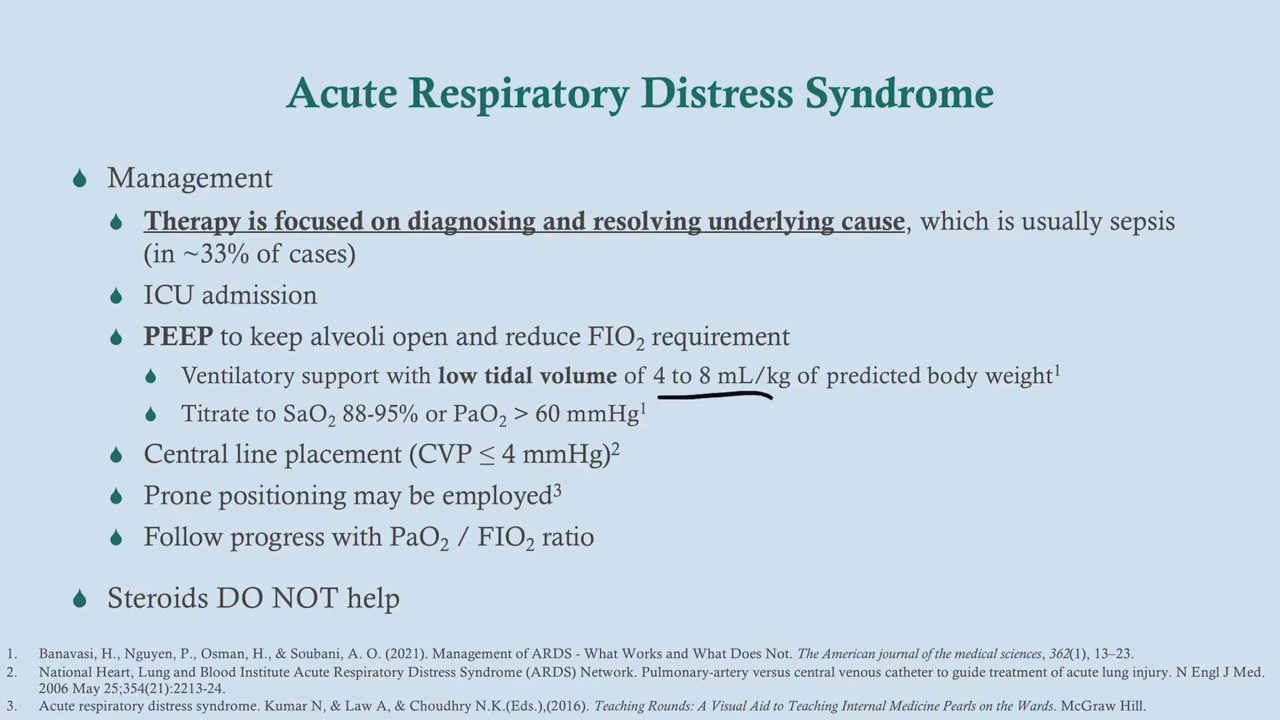 Acute Respiratory Distress Syndrome
Management
Therapy is focused on diagnosing and resolving underlying cause, which is usually sepsis
(in ~33% of cases)
ICU admission
PEEP to keep alveoli open and reduce FIO₂ requirement
Ventilatory support with low tidal volume of 4 to 8 mL/kg of predicted body weight¹
Titrate to SaO₂ 88-95% or PaO₂ > 60 mmHg¹
Central line placement (CVP ≤ 4 mmHg)²
Prone positioning may be employed³
Follow progress with PaO₂ / FIO₂ ratio
Steroids DO NOT help
1. Banavasi, H., Nguyen, P., Osman, H., & Soubani, A. O. (2021). Management of ARDS - What Works and What Does Not. The American journal of the medical sciences, 362(1), 13–23.
2. National Heart, Lung and Blood Institute Acute Respiratory Distress Syndrome (ARDS) Network. Pulmonary-artery versus central venous catheter to guide treatment of acute lung injury. N Engl J Med.
2006 May 25;354(21):2213-24.
3. Acute respiratory distress syndrome. Kumar N, & Law A, & Choudhry N.K.(Eds.),(2016). Teaching Rounds: A Visual Aid to Teaching Internal Medicine Pearls on the Wards. McGraw Hill.